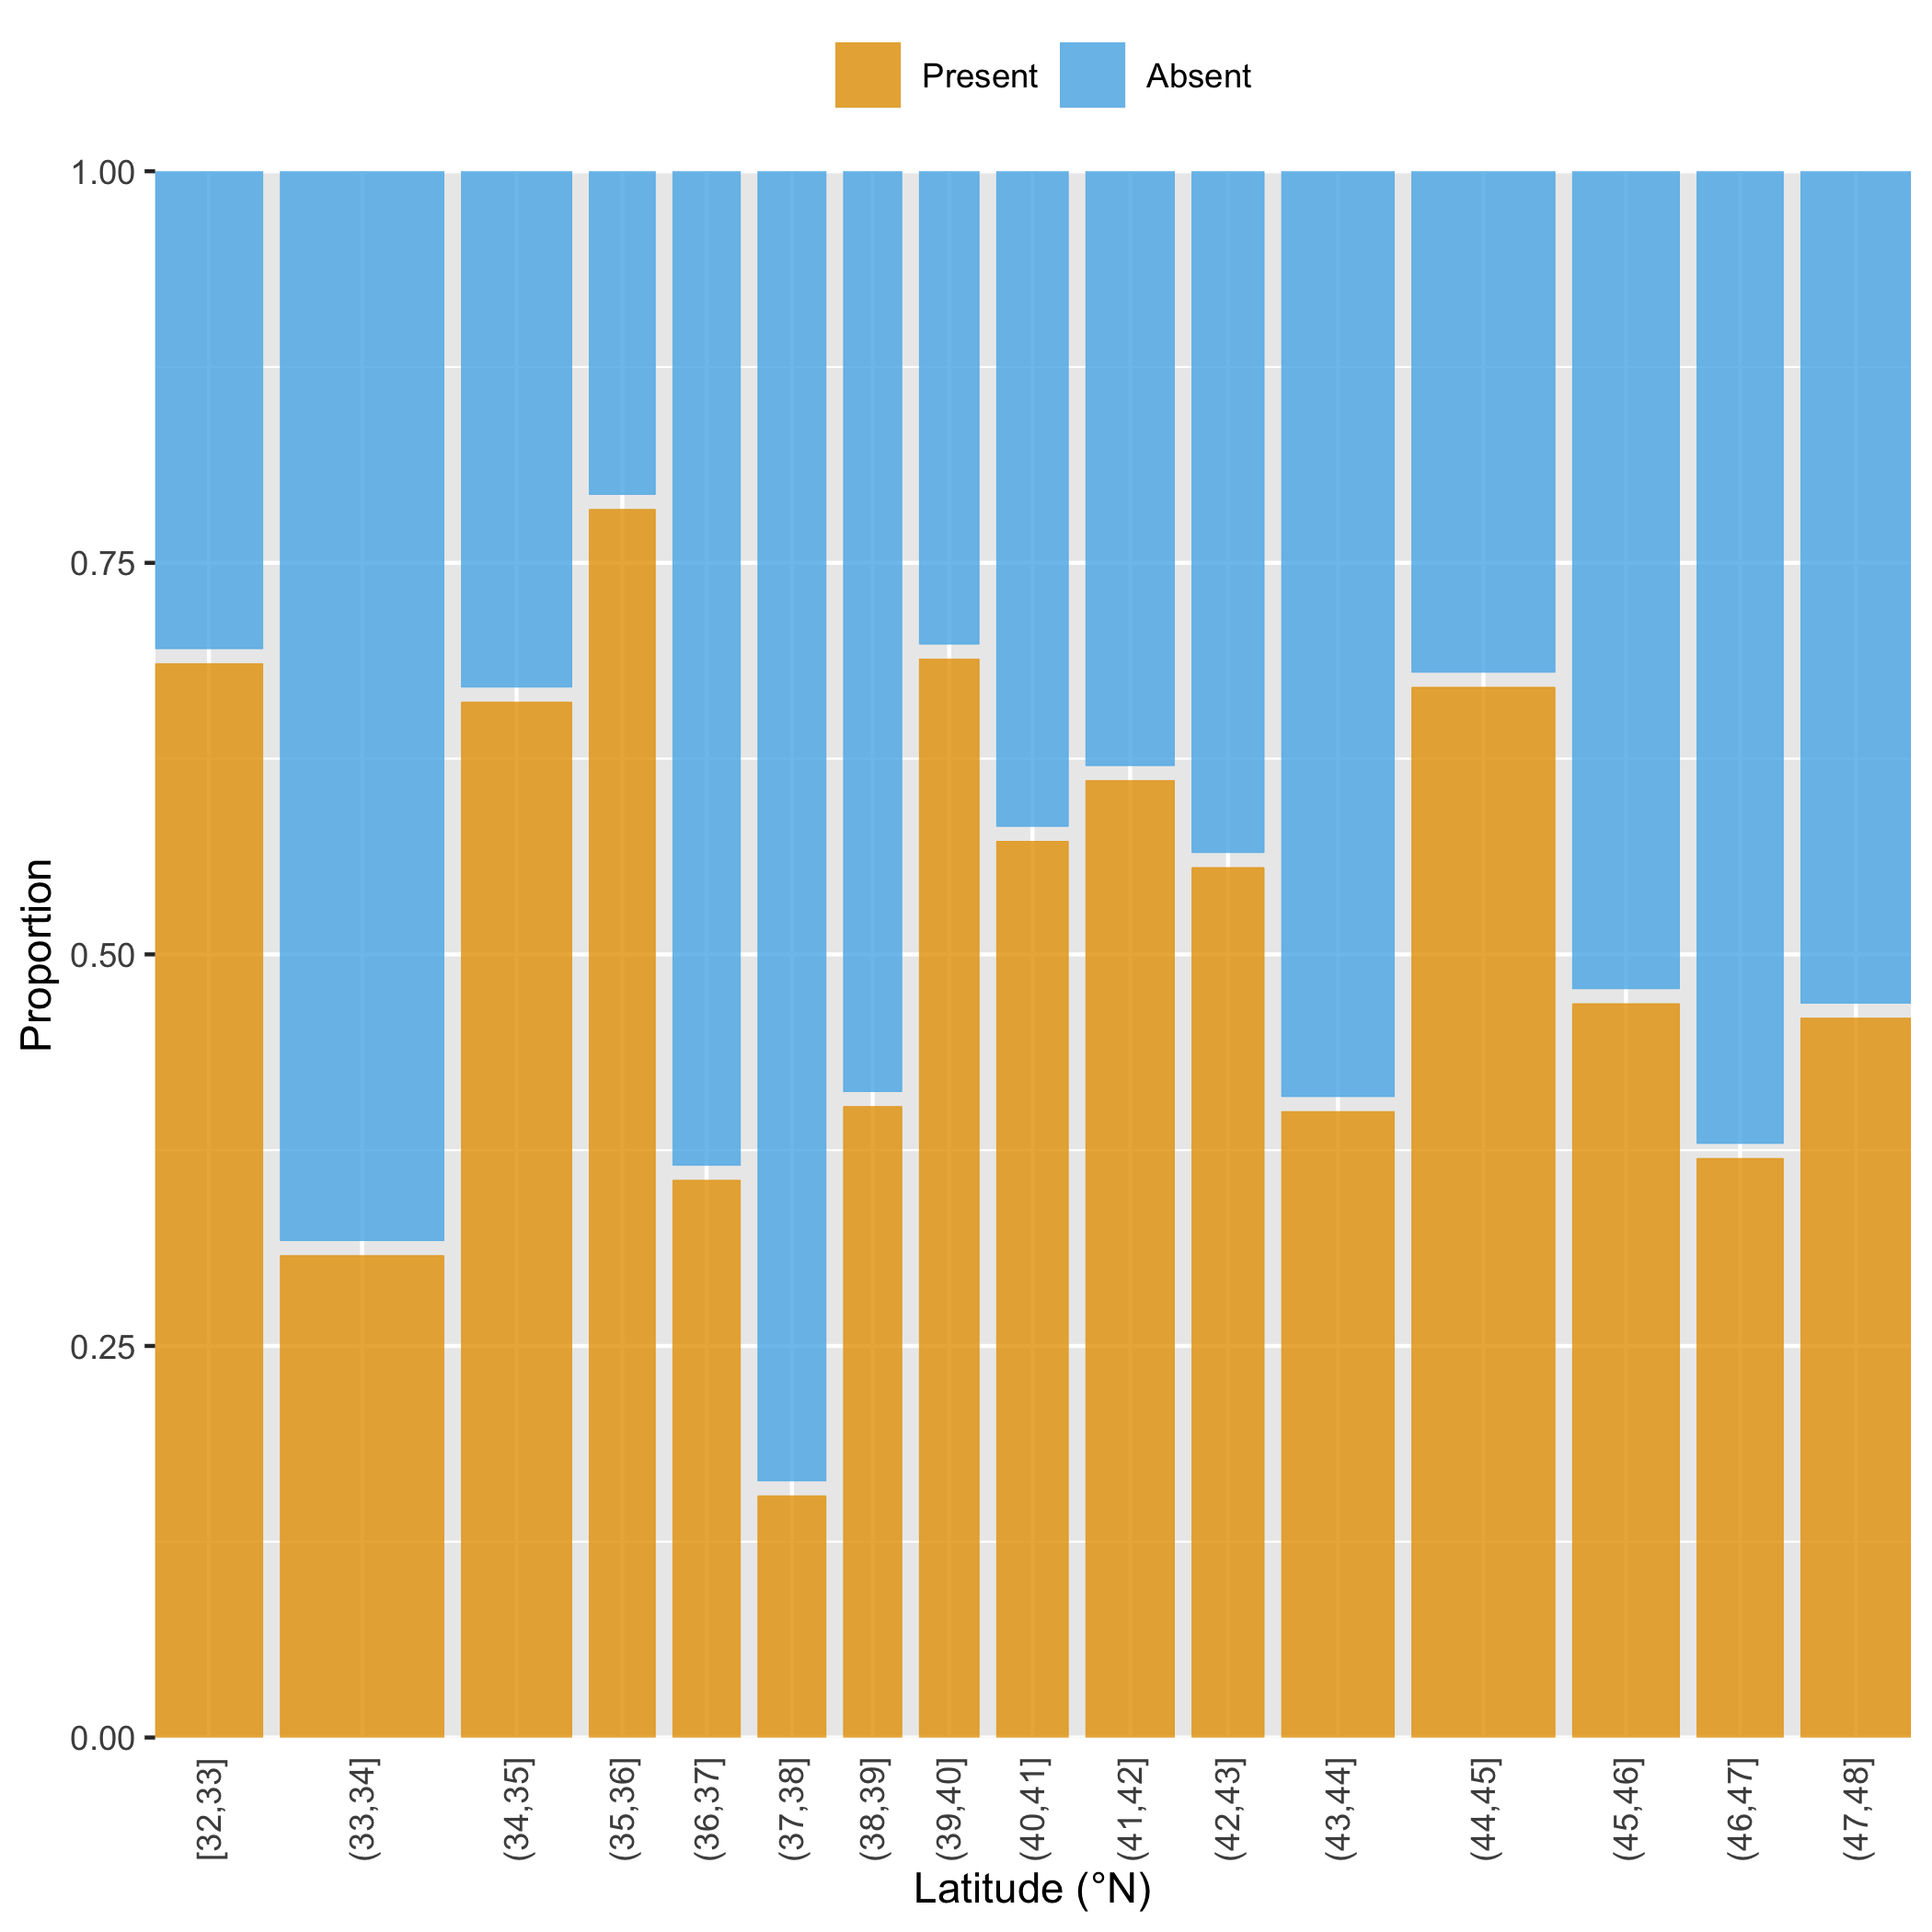 Present Absent
1.00
0.75
0.50
0.25
0.00
Proportion
[32,33] (33,34] (34,35] (35,36] (36,37] (37,38] (38,39] (39,40] (40,41] (41,42] (42,43] (43,44] (44,45] (45,46] (46,47] (47,48]
Latitude (°N)